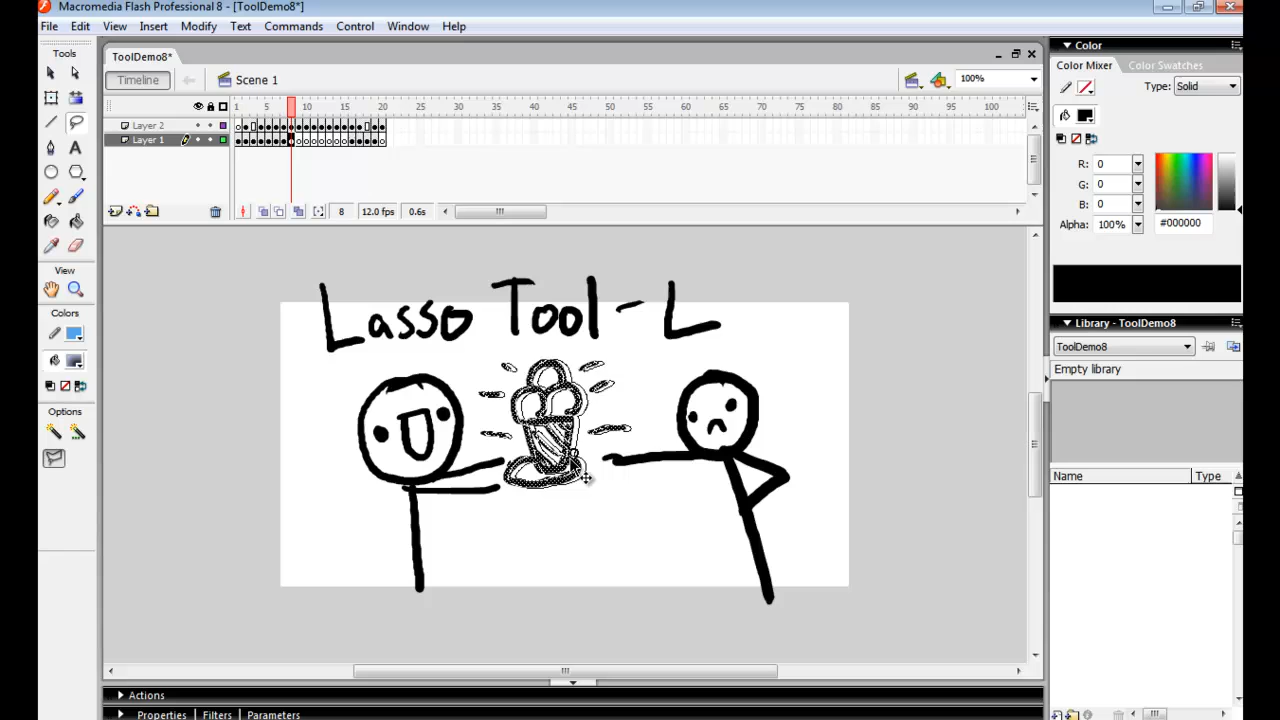 Macromedia Flash Professional 8 - [ToolDemo8*]
File Edit View Insert Modify Text Commands Control Window Help
Tools
ToolDemo8*
Timeline
Scene 1
100%
1 5 10 15 20 25 30 35 40 45 50 55 60 65 70 75 80 85 90 95 100
Layer 2
Layer 1
8 12.0 fps 0.6s
View
Colors
Options
Lasso Tool - L
Color
Color Mixer Color Swatches
Type: Solid
R: 0
G: 0
B: 0
Alpha: 100% #000000
Library - ToolDemo8
ToolDemo8
Empty library
Name Type
Actions
Properties Filters Parameters